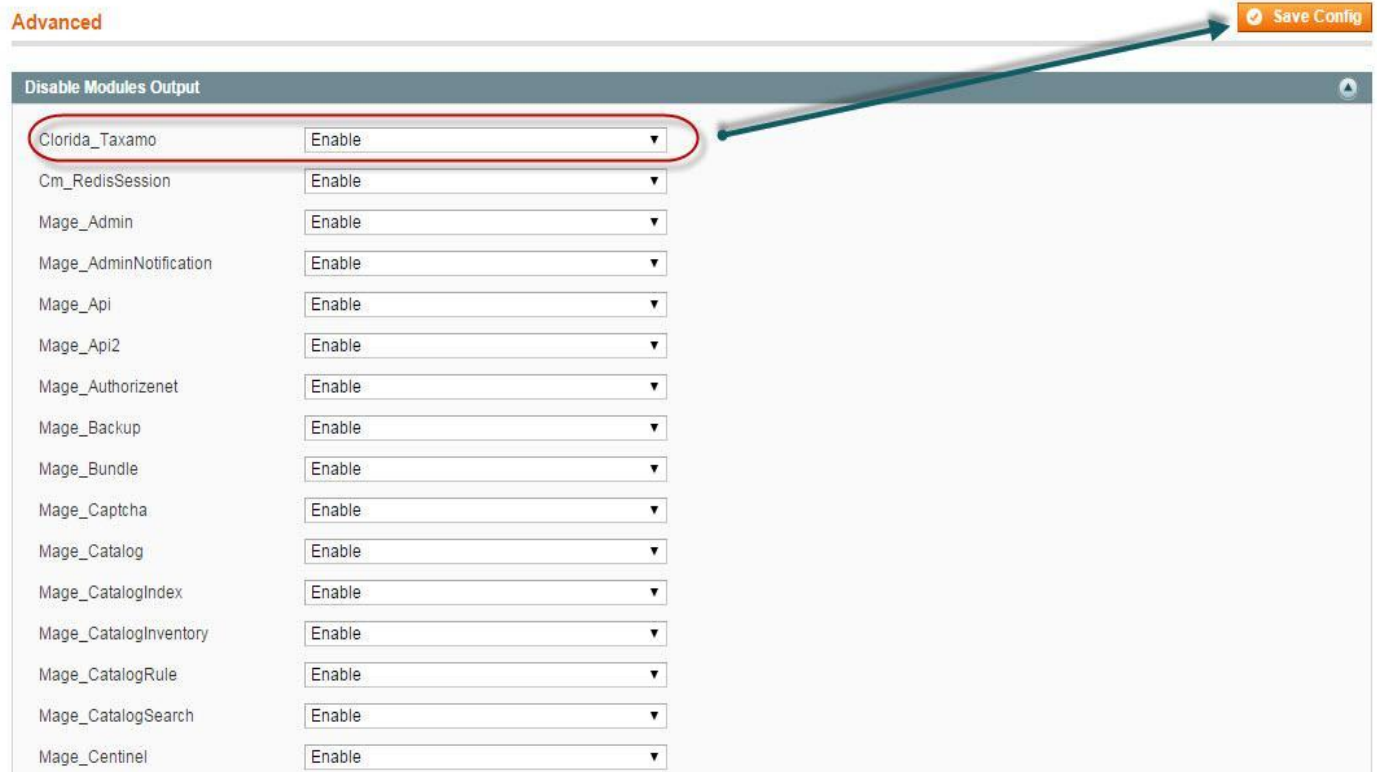 Advanced
Save Config
Disable Modules Output
Clorida_Taxamo Enable
Cm_RedisSession Enable
Mage_Admin Enable
Mage_AdminNotification Enable
Mage_Api Enable
Mage_Api2 Enable
Mage_Authorizenet Enable
Mage_Backup Enable
Mage_Bundle Enable
Mage_Captcha Enable
Mage_Catalog Enable
Mage_CatalogIndex Enable
Mage_CatalogInventory Enable
Mage_CatalogRule Enable
Mage_CatalogSearch Enable
Mage_Centinel Enable